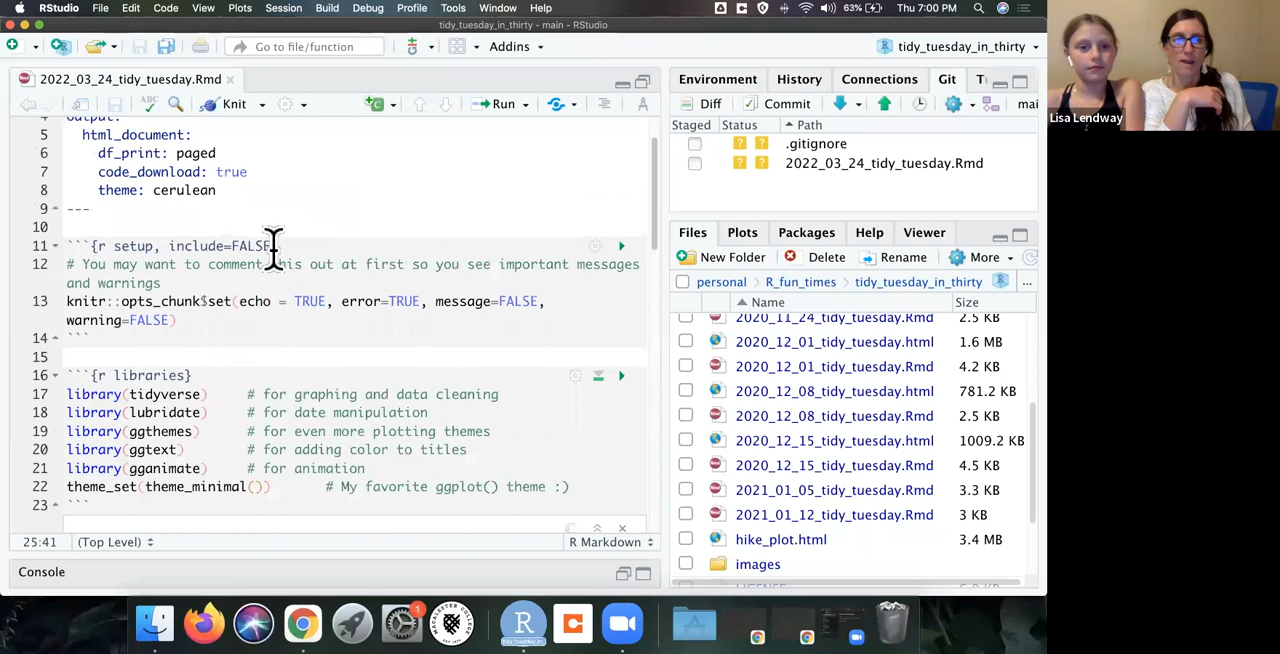 RStudio File Edit Code View Plots Session Build Debug Profile Tools Window Help 63% Thu 7:00 PM
tidy_tuesday_in_thirty - main - RStudio
Go to file/function Addins tidy_tuesday_in_thirty
2022_03_24_tidy_tuesday.Rmd
Knit Run
4 output:
5 html_document:
6 df_print: paged
7 code_download: true
8 theme: cerulean
9 ---
10
11 ```{r setup, include=FALSE
12 # You may want to comment this out at first so you see important messages
and warnings
13 knitr::opts_chunk$set(echo = TRUE, error=TRUE, message=FALSE,
warning=FALSE)
14 ```
15
16 ```{r libraries}
17 library(tidyverse) # for graphing and data cleaning
18 library(lubridate) # for date manipulation
19 library(ggthemes) # for even more plotting themes
20 library(ggtext) # for adding color to titles
21 library(gganimate) # for animation
22 theme_set(theme_minimal()) # My favorite ggplot() theme :)
23 ```
25:41 (Top Level) R Markdown
Console
Environment History Connections Git
Diff Commit mai
Staged Status Path
? ? .gitignore
? ? 2022_03_24_tidy_tuesday.Rmd
Files Plots Packages Help Viewer
New Folder Delete Rename More
personal R_fun_times tidy_tuesday_in_thirty ...
Name Size
2020_11_24_tidy_tuesday.Rmd 2.5 KB
2020_12_01_tidy_tuesday.html 1.6 MB
2020_12_01_tidy_tuesday.Rmd 4.2 KB
2020_12_08_tidy_tuesday.html 781.2 KB
2020_12_08_tidy_tuesday.Rmd 2.5 KB
2020_12_15_tidy_tuesday.html 1009.2 KB
2020_12_15_tidy_tuesday.Rmd 4.5 KB
2021_01_05_tidy_tuesday.Rmd 3.3 KB
2021_01_12_tidy_tuesday.Rmd 3 KB
hike_plot.html 3.4 MB
images
Lisa Lendway
1
R